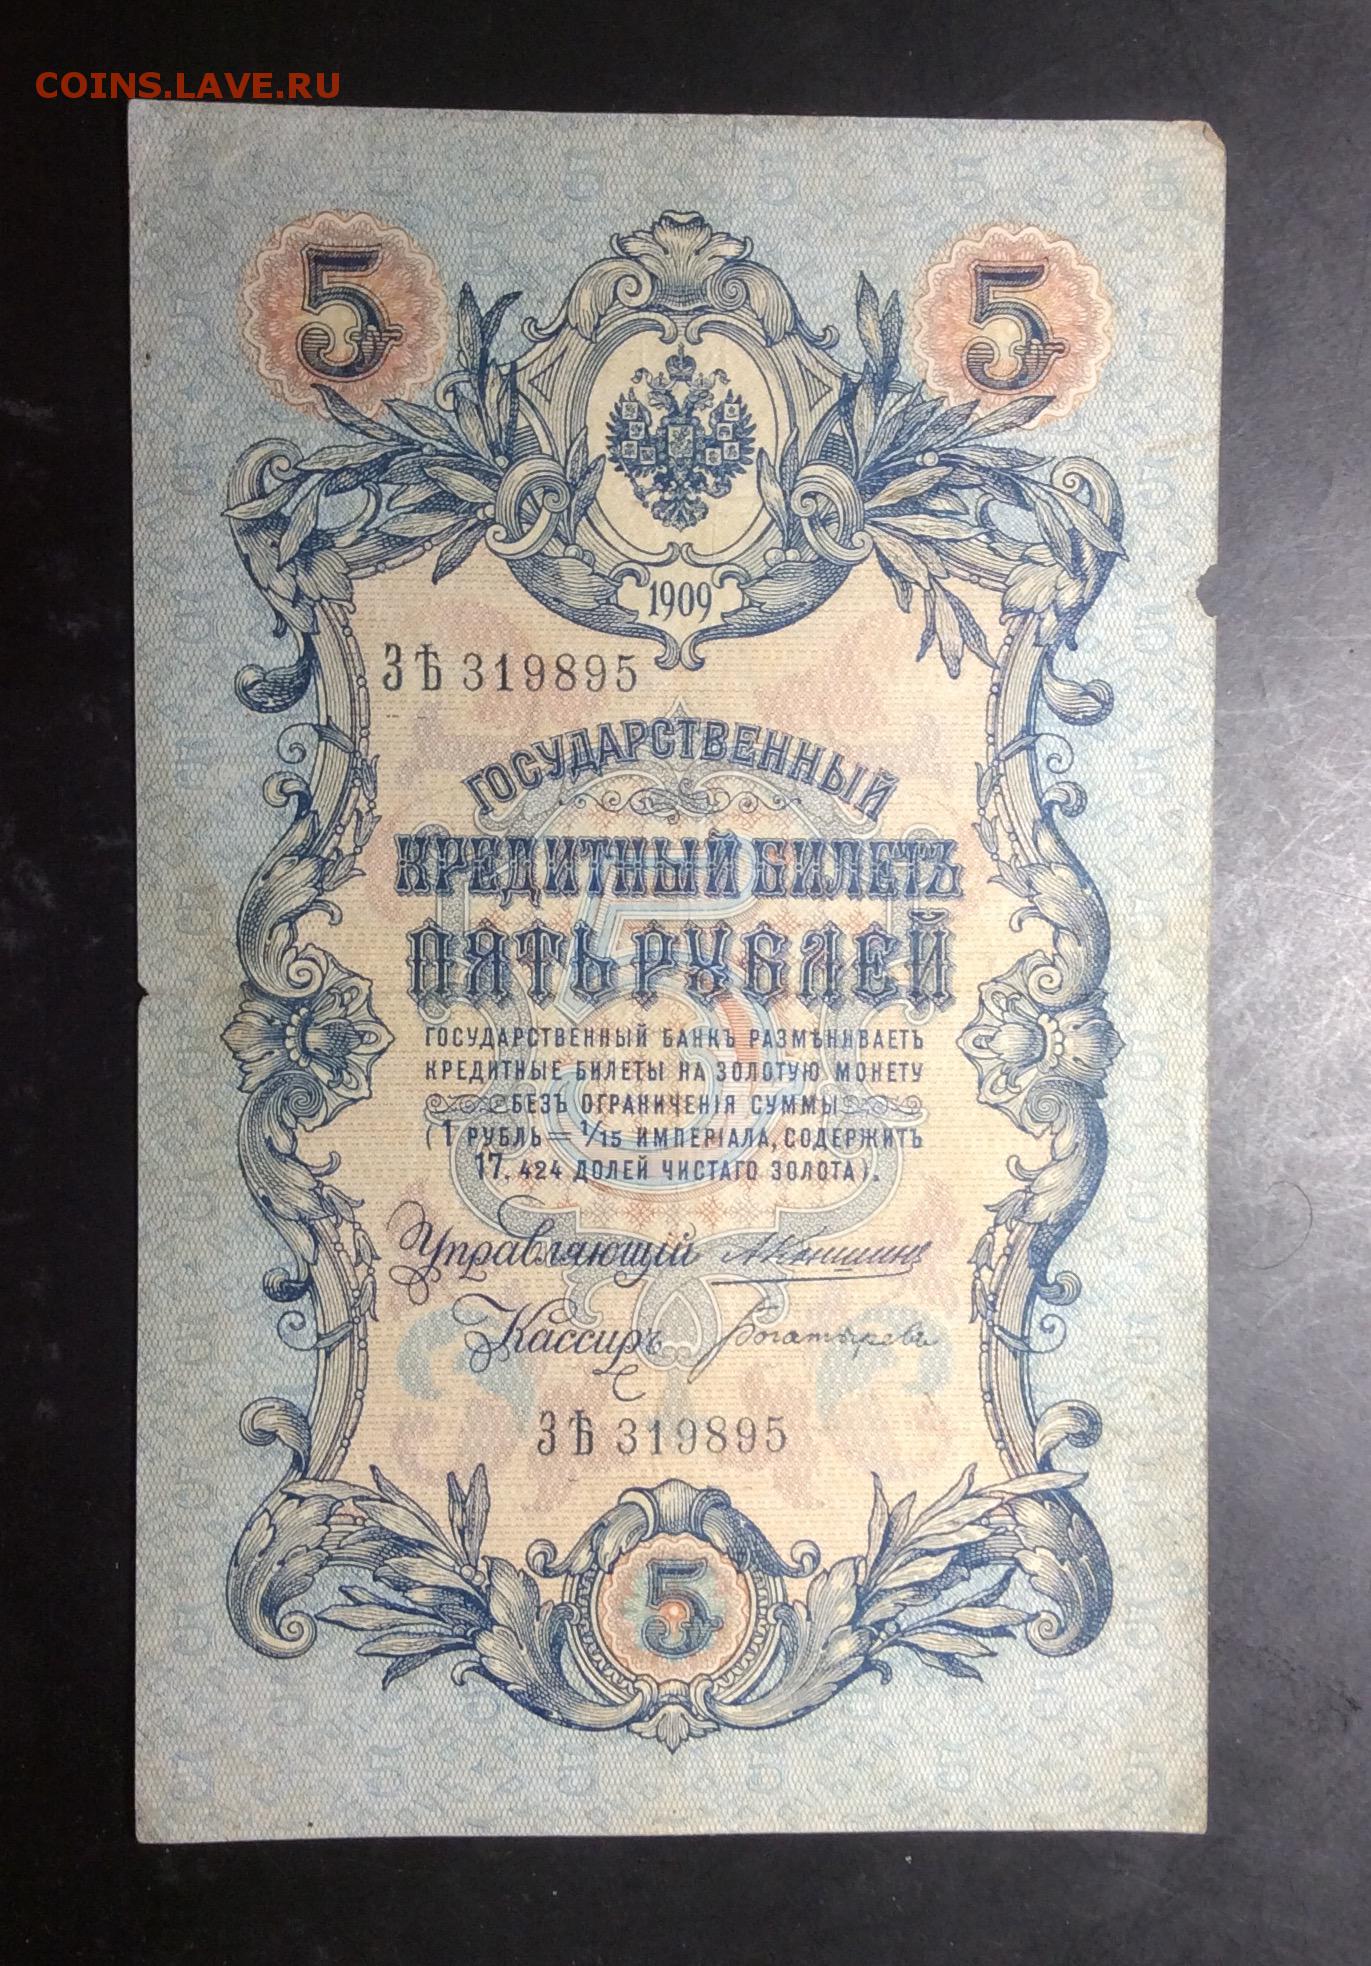 COINS.LAVE.RU
5 5
1909
ЗѢ 319895
ГОСУДАРСТВЕННЫЙ
КРЕДИТНЫЙ БИЛЕТЪ
ПЯТЬ РУБЛЕЙ
ГОСУДАРСТВЕННЫЙ БАНКЪ РАЗМѢНИВАЕТЪ
КРЕДИТНЫЕ БИЛЕТЫ НА ЗОЛОТУЮ МОНЕТУ
БЕЗЪ ОГРАНИЧЕНІЯ СУММЫ
(1 РУБЛЬ = 1/15 ИМПЕРІАЛА, СОДЕРЖИТЪ
17,424 ДОЛЕЙ ЧИСТАГО ЗОЛОТА).
Управляющій АКоншинъ
Кассиръ Богатыревъ
ЗѢ 319895
5